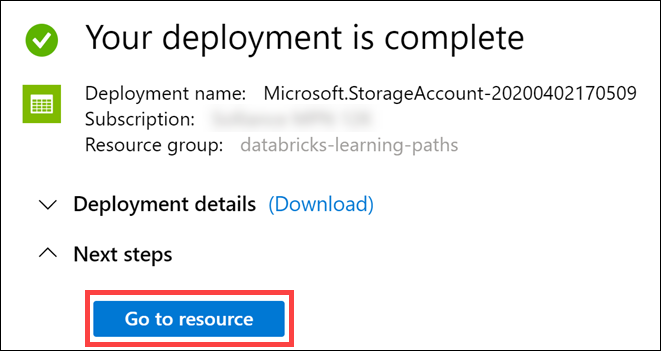 Your deployment is complete
Deployment name: Microsoft.StorageAccount-20200402170509
Subscription:
Resource group: databricks-learning-paths
Deployment details (Download)
Next steps
Go to resource